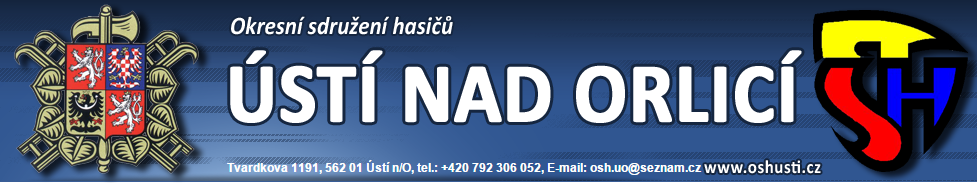 Okresní sdružení hasičů
ÚSTÍ NAD ORLICÍ
Tvardkova 1191, 562 01 Ústí n/O, tel.: +420 792 306 052, E-mail: osh.uo@seznam.cz www.oshusti.cz
STH